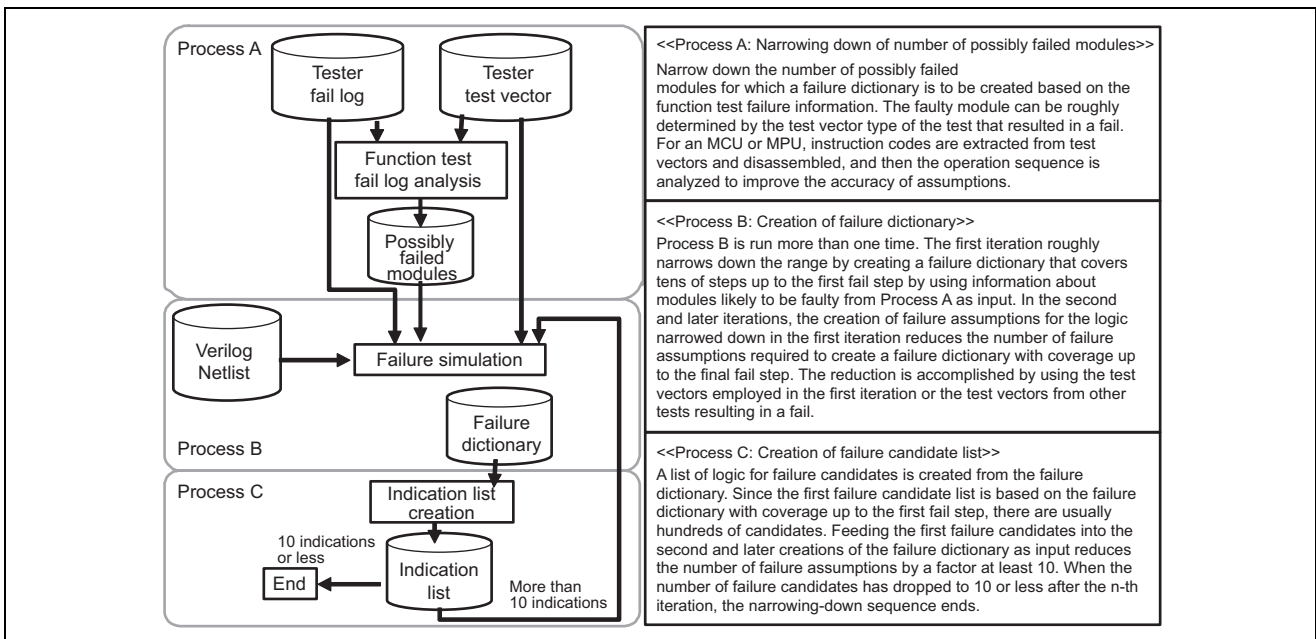 Process A
Tester
fail log
Tester
test vector
Function test
fail log analysis
Possibly
failed
modules
Verilog
Netlist
Failure simulation
Failure
dictionary
Process B
Process C
Indication list
creation
10 indications
or less
End
Indication
list
More than
10 indications
<<Process A: Narrowing down of number of possibly failed modules>>
Narrow down the number of possibly failed
modules for which a failure dictionary is to be created based on the
function test failure information. The faulty module can be roughly
determined by the test vector type of the test that resulted in a fail.
For an MCU or MPU, instruction codes are extracted from test
vectors and disassembled, and then the operation sequence is
analyzed to improve the accuracy of assumptions.
<<Process B: Creation of failure dictionary>>
Process B is run more than one time. The first iteration roughly
narrows down the range by creating a failure dictionary that covers
tens of steps up to the first fail step by using information about
modules likely to be faulty from Process A as input. In the second
and later iterations, the creation of failure assumptions for the logic
narrowed down in the first iteration reduces the number of failure
assumptions required to create a failure dictionary with coverage up
to the final fail step. The reduction is accomplished by using the test
vectors employed in the first iteration or the test vectors from other
tests resulting in a fail.
<<Process C: Creation of failure candidate list>>
A list of logic for failure candidates is created from the failure
dictionary. Since the first failure candidate list is based on the failure
dictionary with coverage up to the first fail step, there are usually
hundreds of candidates. Feeding the first failure candidates into the
second and later creations of the failure dictionary as input reduces
the number of failure assumptions by a factor at least 10. When the
number of failure candidates has dropped to 10 or less after the n-th
iteration, the narrowing-down sequence ends.